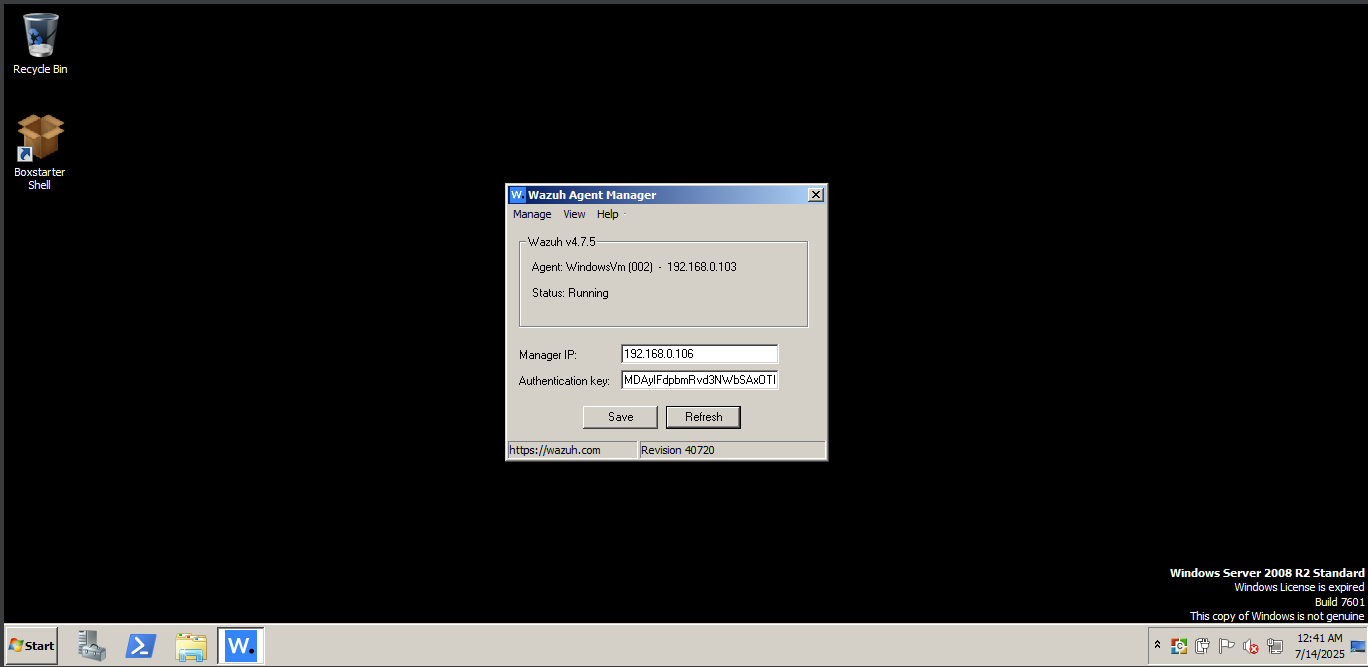 Recycle Bin
Boxstarter
Shell
W. Wazuh Agent Manager
Manage View Help
Wazuh v4.7.5
Agent: WindowsVm (002) - 192.168.0.103
Status: Running
Manager IP: 192.168.0.106
Authentication key: MDAyIFdpbmRvd3NWbSAxOTI
Save Refresh
https://wazuh.com Revision 40720
Windows Server 2008 R2 Standard
Windows License is expired
Build 7601
This copy of Windows is not genuine
Start W. 12:41 AM
7/14/2025